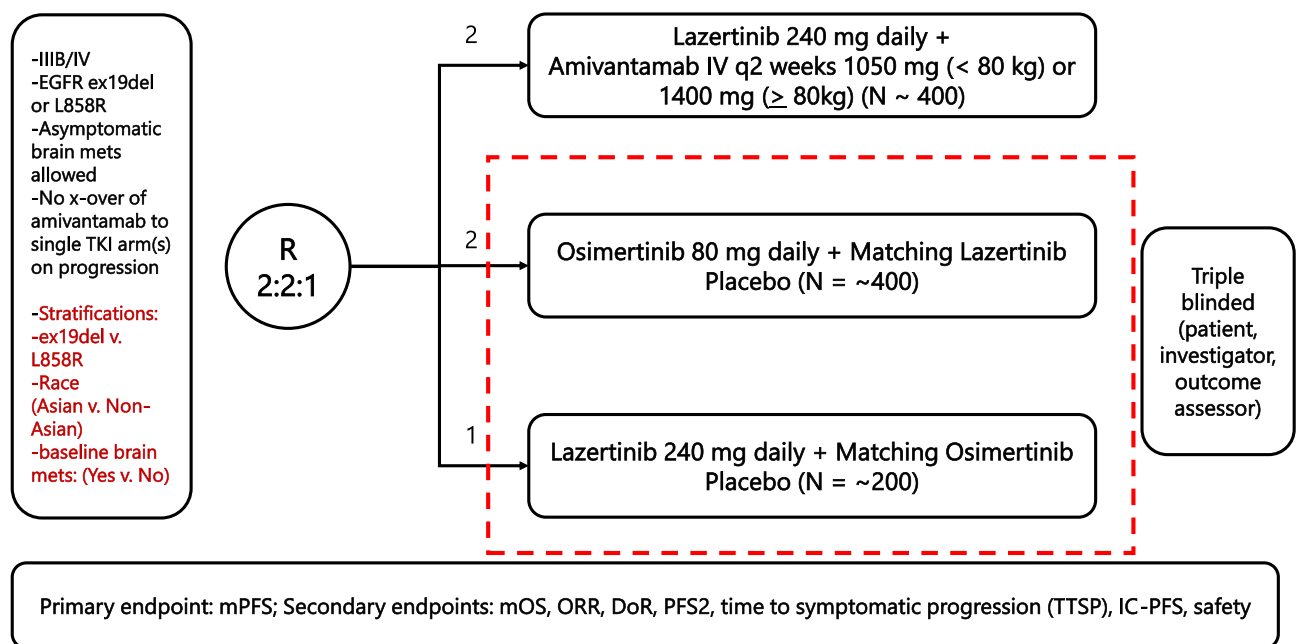 -IIIB/IV
-EGFR ex19del
or L858R
-Asymptomatic
brain mets
allowed
-No x-over of
amivantamab to
single TKI arm(s)
on progression
-Stratifications:
-ex19del v.
L858R
-Race
(Asian v. Non-
Asian)
-baseline brain
mets: (Yes v. No)
R
2:2:1
2
Lazertinib 240 mg daily +
Amivantamab IV q2 weeks 1050 mg (< 80 kg) or
1400 mg (≥ 80kg) (N ~ 400)
2
Osimertinib 80 mg daily + Matching Lazertinib
Placebo (N = ~400)
1
Lazertinib 240 mg daily + Matching Osimertinib
Placebo (N = ~200)
Triple
blinded
(patient,
investigator,
outcome
assessor)
Primary endpoint: mPFS; Secondary endpoints: mOS, ORR, DoR, PFS2, time to symptomatic progression (TTSP), IC-PFS, safety